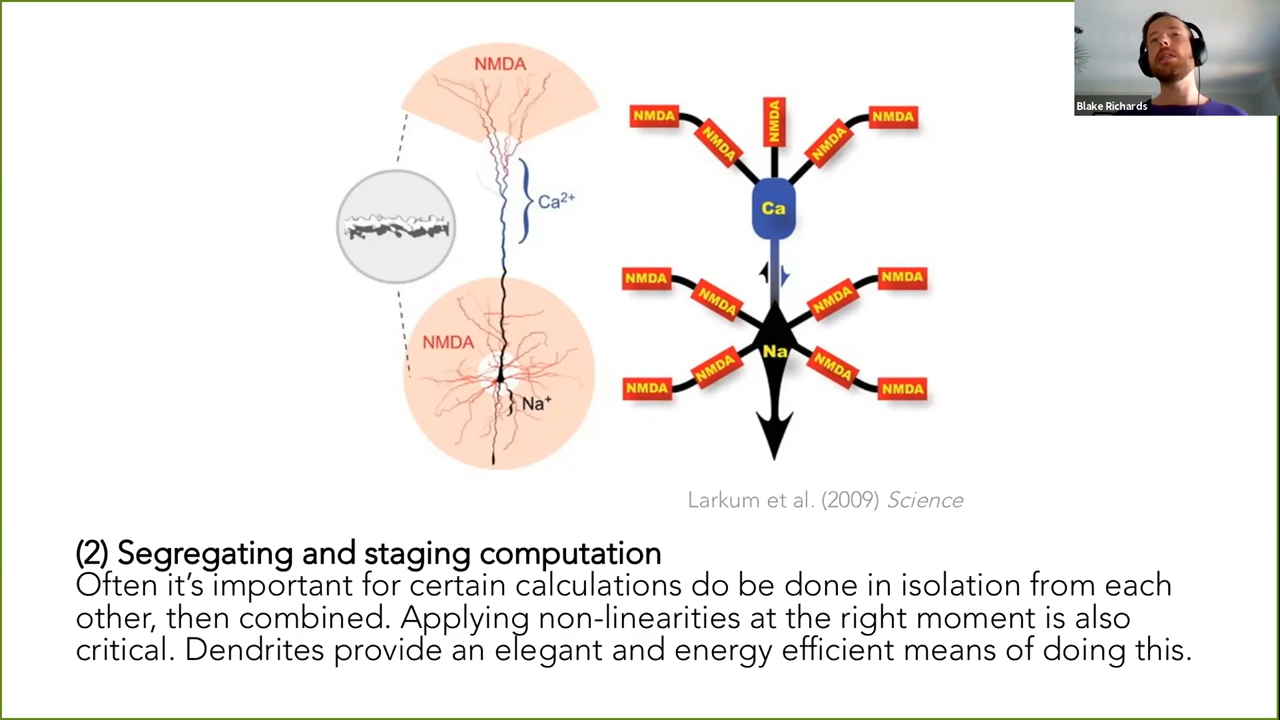 Blake Richards
NMDA
Ca²⁺
NMDA
Na⁺
NMDA
NMDA
NMDA
NMDA
NMDA
Ca
NMDA
NMDA
NMDA
NMDA
Na
NMDA
NMDA
NMDA
NMDA
Larkum et al. (2009) Science
(2) Segregating and staging computation
Often it's important for certain calculations do be done in isolation from each
other, then combined. Applying non-linearities at the right moment is also
critical. Dendrites provide an elegant and energy efficient means of doing this.